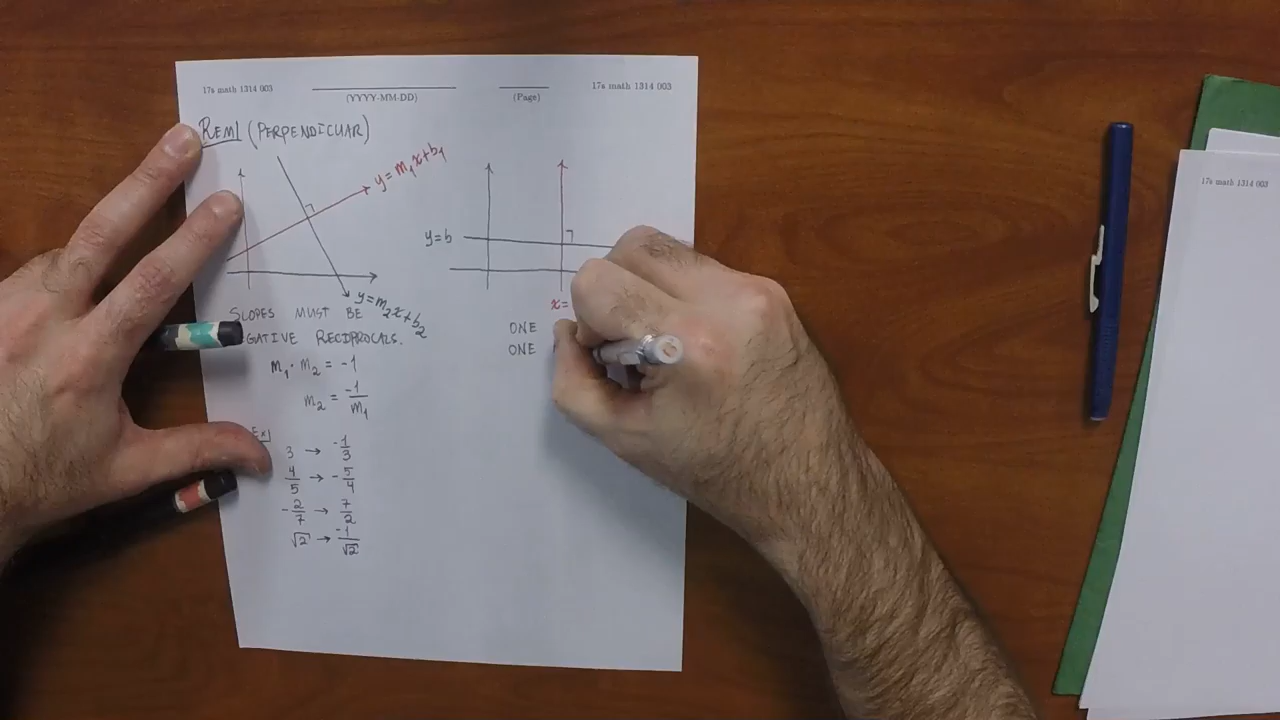 17s math 1314 003
(YYYY-MM-DD)
(Page)
17s math 1314 003
REM (PERPENDICUAR)
y=m₁x+b₁
y=m₂x+b₂
SLOPES MUST BE
GATIVE RECIPROCALS.
m₁·m₂ = -1
m₂ = -1/m₁
Ex
3 → -1/3
4/5 → -5/4
-2/7 → 7/2
√2 → -1/√2
y=b
x=
ONE
ONE
17s math 1314 003